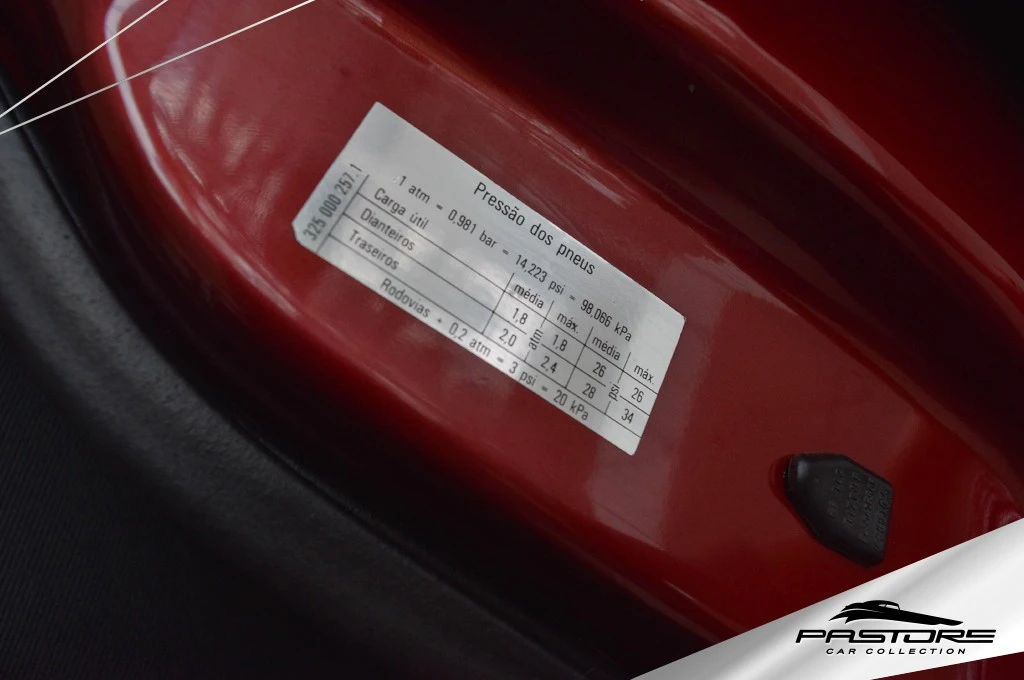 325 000 257.1
Pressão dos pneus
1 atm = 0,981 bar = 14,223 psi = 98,066 kPa
Carga útil média máx. média máx.
Dianteiros 1,8 atm 1,8 26 psi 26
Traseiros 2,0 2,4 28 34
Rodovias + 0,2 atm = 3 psi = 20 kPa
PASTORE
CAR COLLECTION